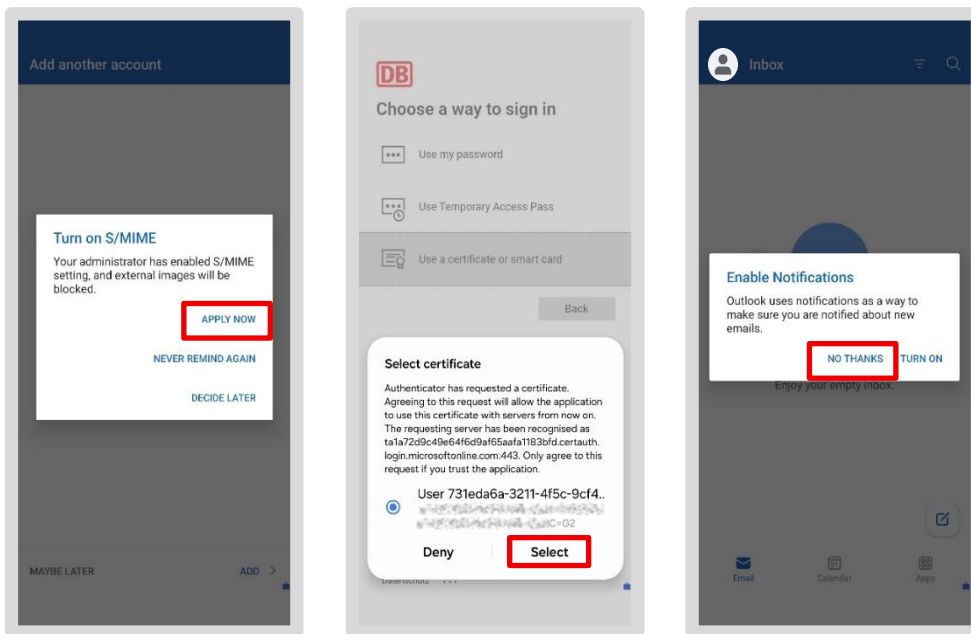 Add another account
Turn on S/MIME
Your administrator has enabled S/MIME
setting, and external images will be
blocked.
APPLY NOW
NEVER REMIND AGAIN
DECIDE LATER
MAYBE LATER
ADD
DB
Choose a way to sign in
Use my password
Use Temporary Access Pass
Use a certificate or smart card
Back
Select certificate
Authenticator has requested a certificate.
Agreeing to this request will allow the application
to use this certificate with servers from now on.
The requesting server has been recognised as
ta1a72d9c49e64f6d9af65aafa1183bfd.certauth.
login.microsoftonline.com:443. Only agree to this
request if you trust the application.
User 731eda6a-3211-4f5c-9cf4..
C=G2
Deny
Select
Datenschutz ...
Inbox
Enable Notifications
Outlook uses notifications as a way to
make sure you are notified about new
emails.
NO THANKS
TURN ON
Enjoy your empty inbox.
Email
Calendar
Apps